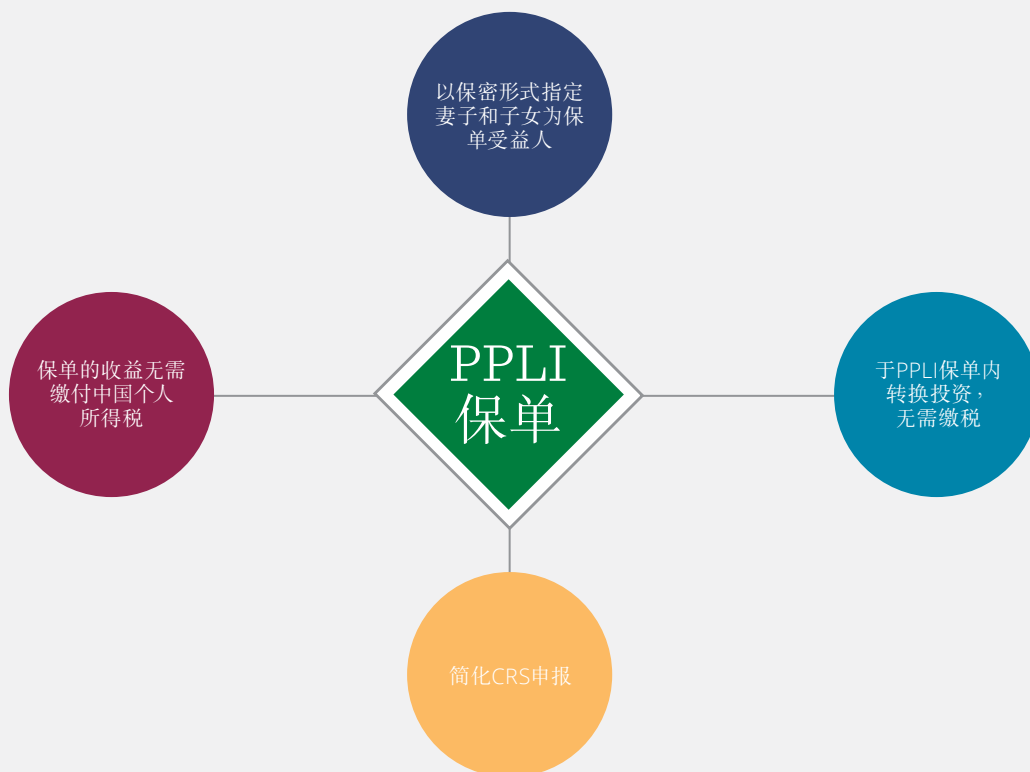 以保密形式指定
妻子和子女为保
单受益人
保单的收益无需
缴付中国个人
所得税
PPLI
保单
于PPLI保单内
转换投资，
无需缴税
简化CRS申报